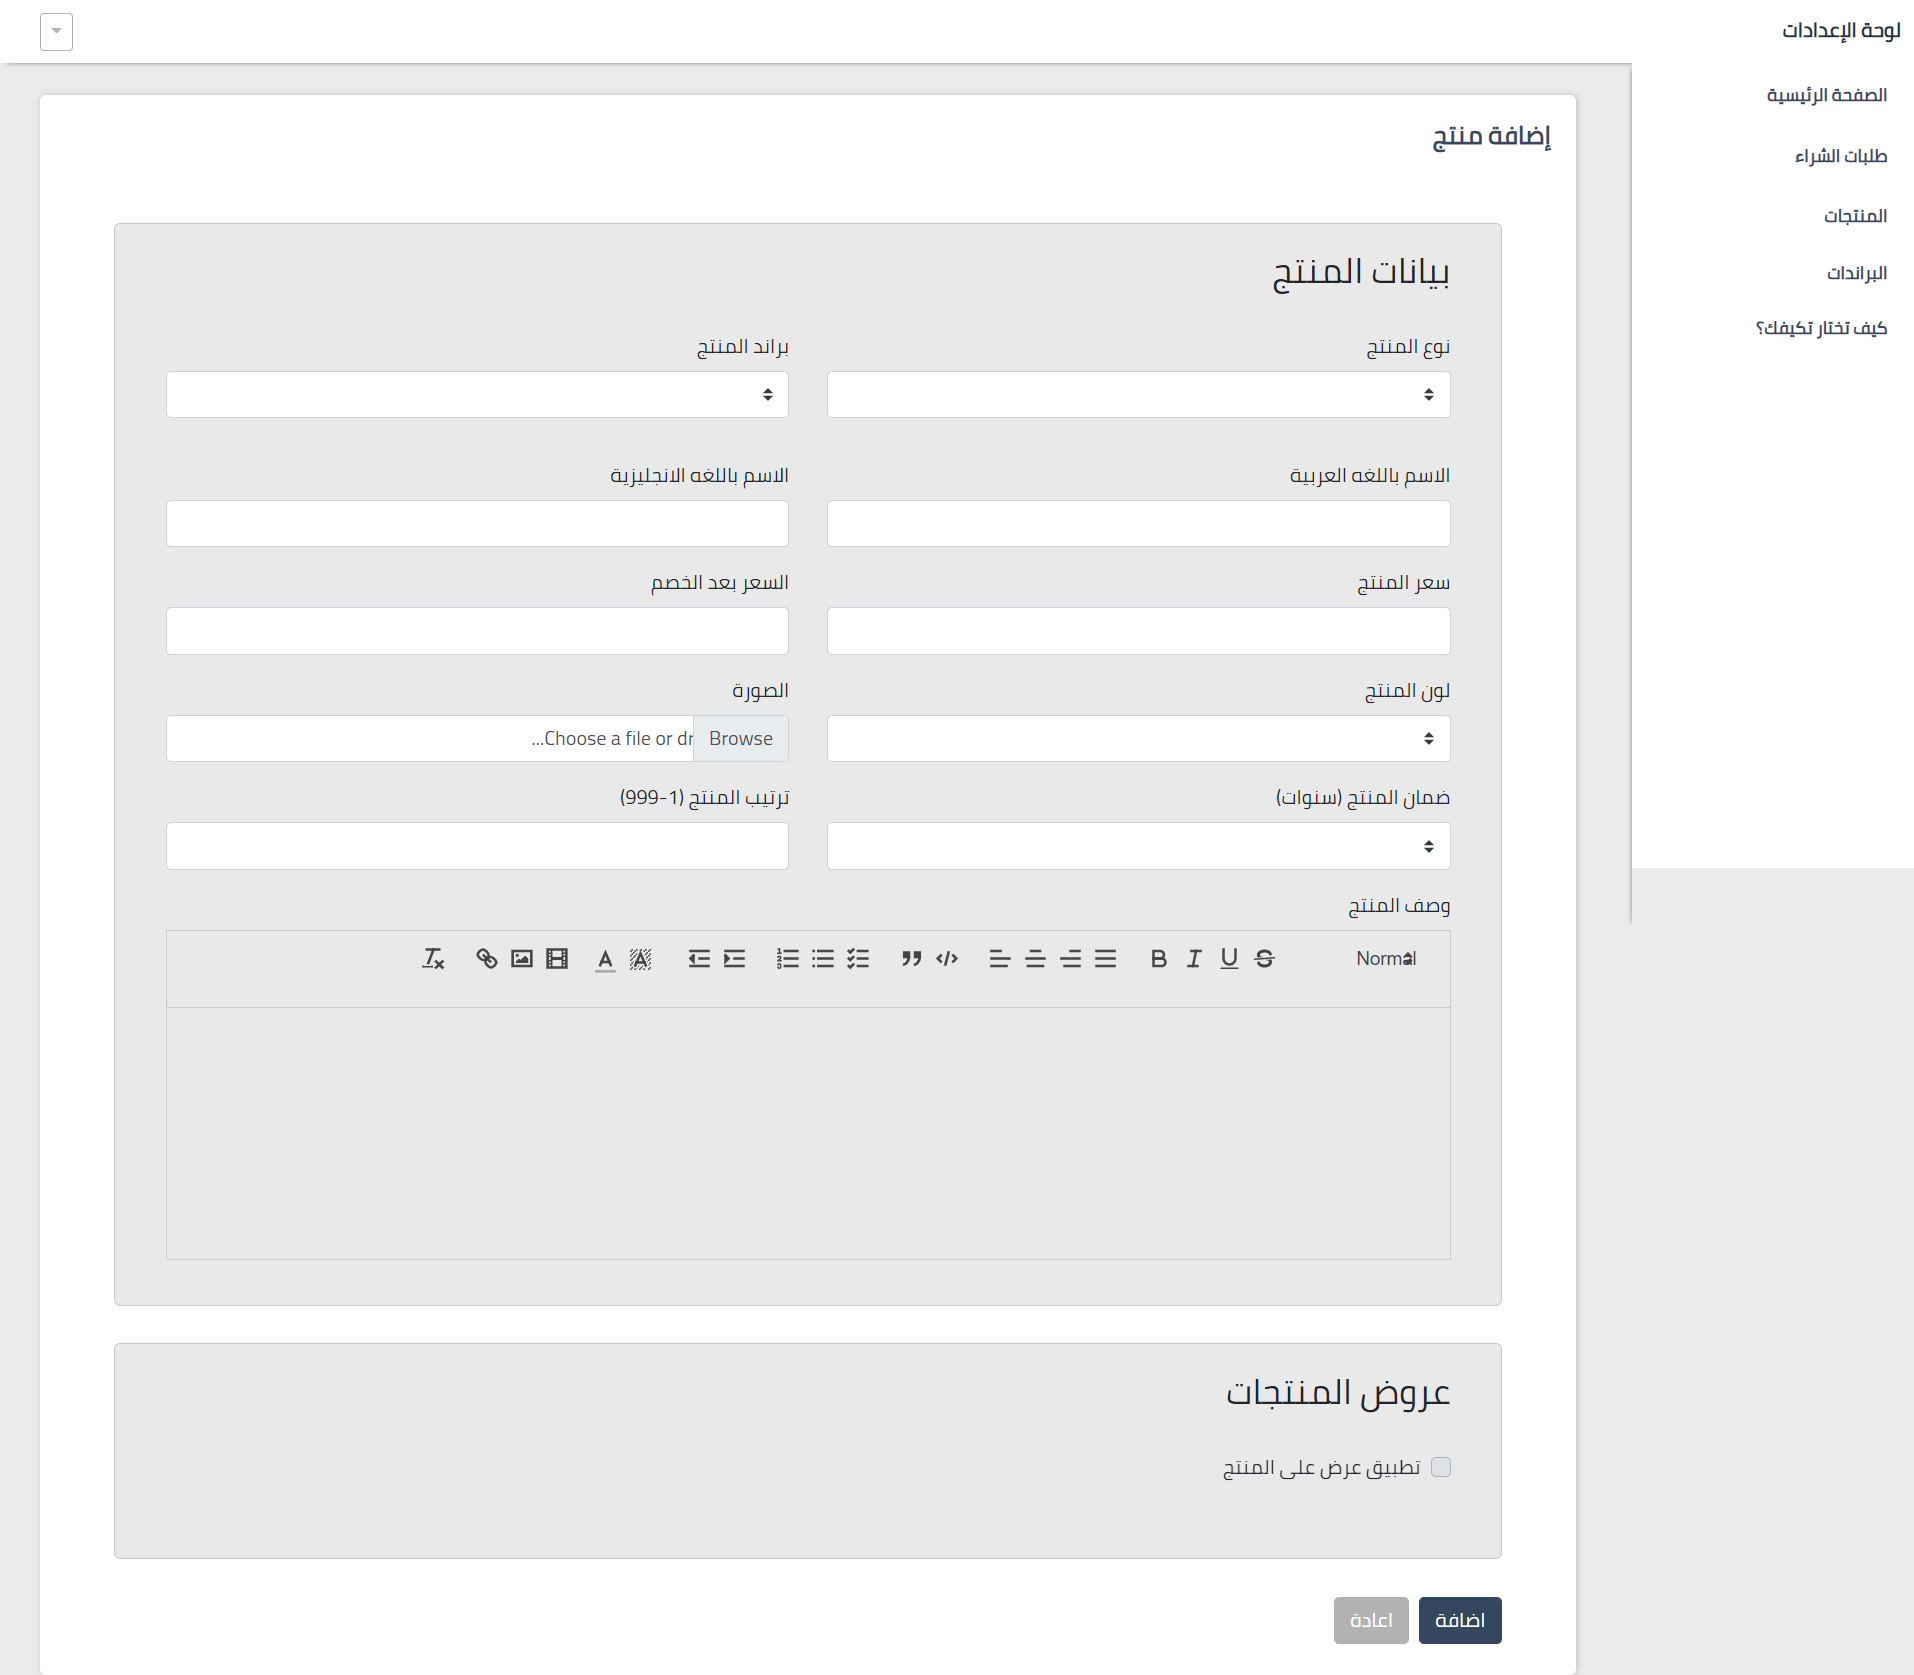 لوحة الإعدادات
الصفحة الرئيسية
طلبات الشراء
المنتجات
البراندات
كيف تختار تكيفك؟
إضافة منتج
بيانات المنتج
نوع المنتج
براند المنتج
الاسم باللغه العربية
الاسم باللغه الانجليزية
سعر المنتج
السعر بعد الخصم
لون المنتج
الصورة
Browse
Choose a file or dr...
ضمان المنتج (سنوات)
ترتيب المنتج (1-999)
وصف المنتج
Normal
عروض المنتجات
تطبيق عرض على المنتج
اضافة
اعادة